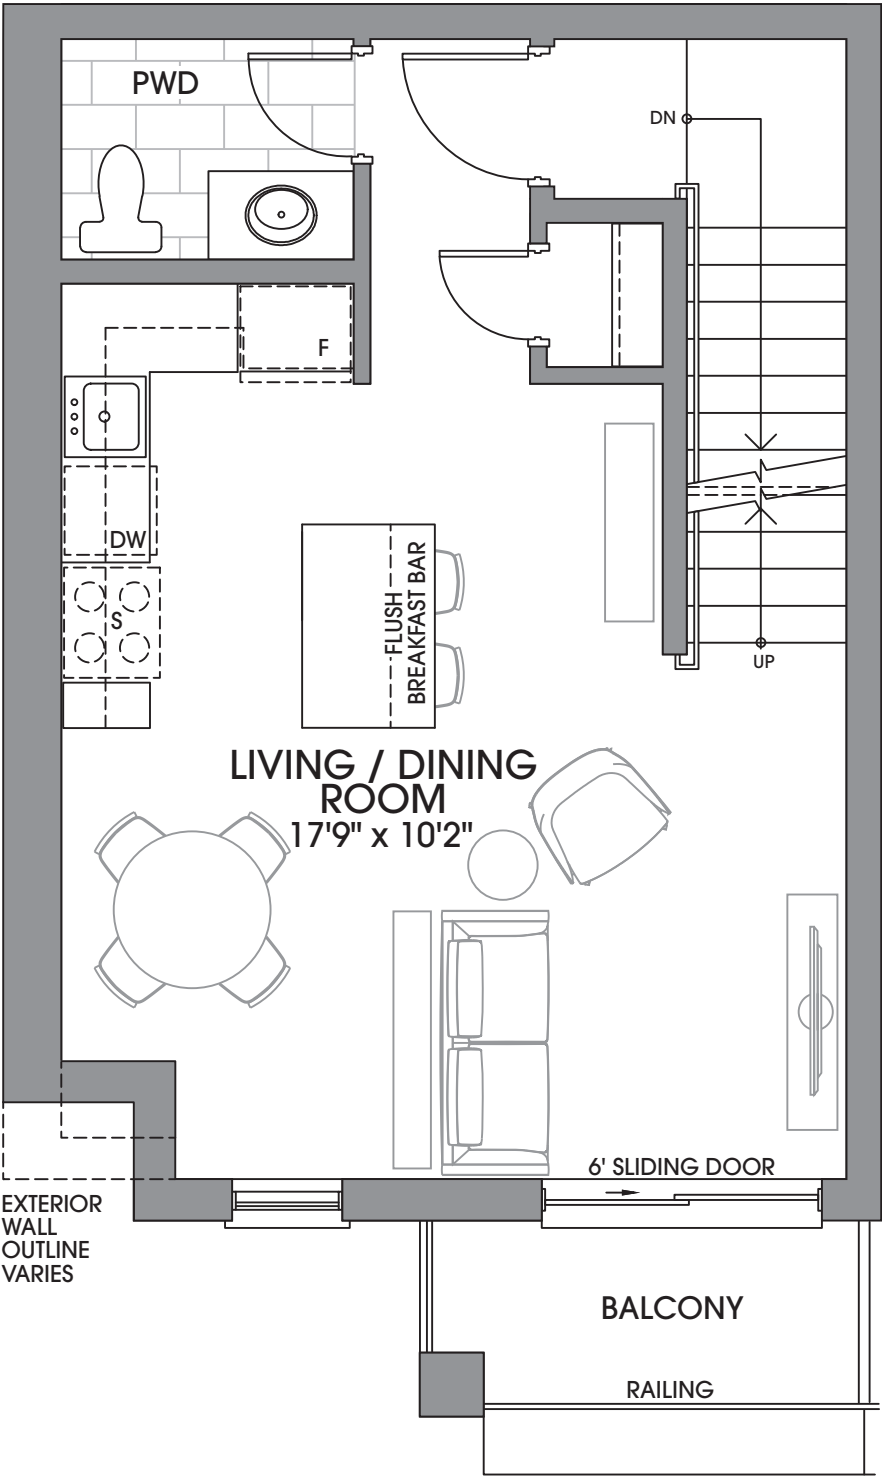 PWD
DN
F
DW
S
FLUSH
BREAKFAST BAR
UP
LIVING / DINING
ROOM
17'9" x 10'2"
6' SLIDING DOOR
EXTERIOR
WALL
OUTLINE
VARIES
BALCONY
RAILING